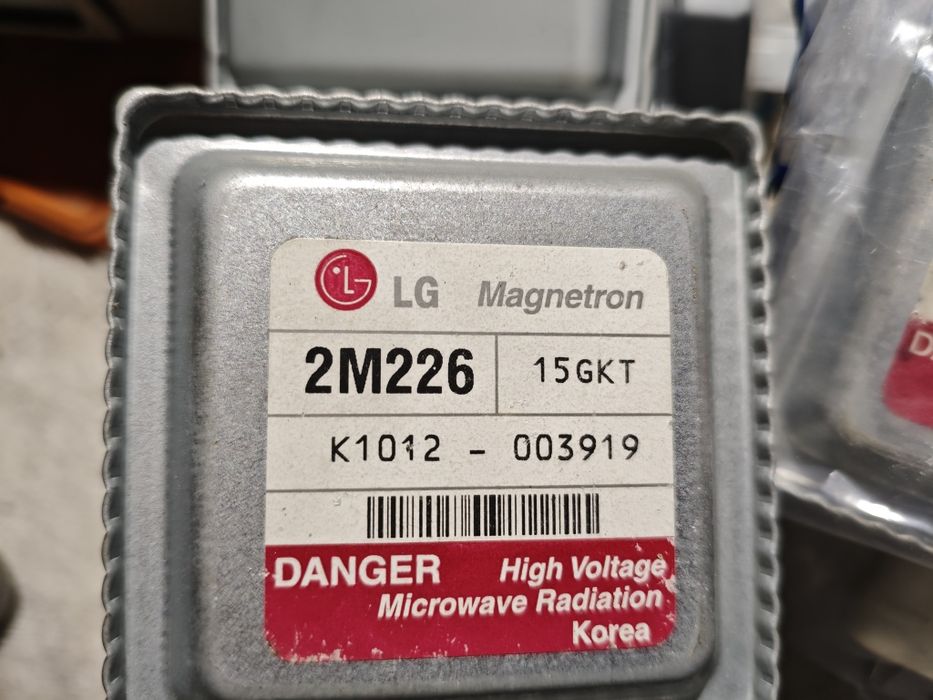 LG Magnetron
2M226 15GKT
K1012 - 003919
DANGER High Voltage
Microwave Radiation
Korea